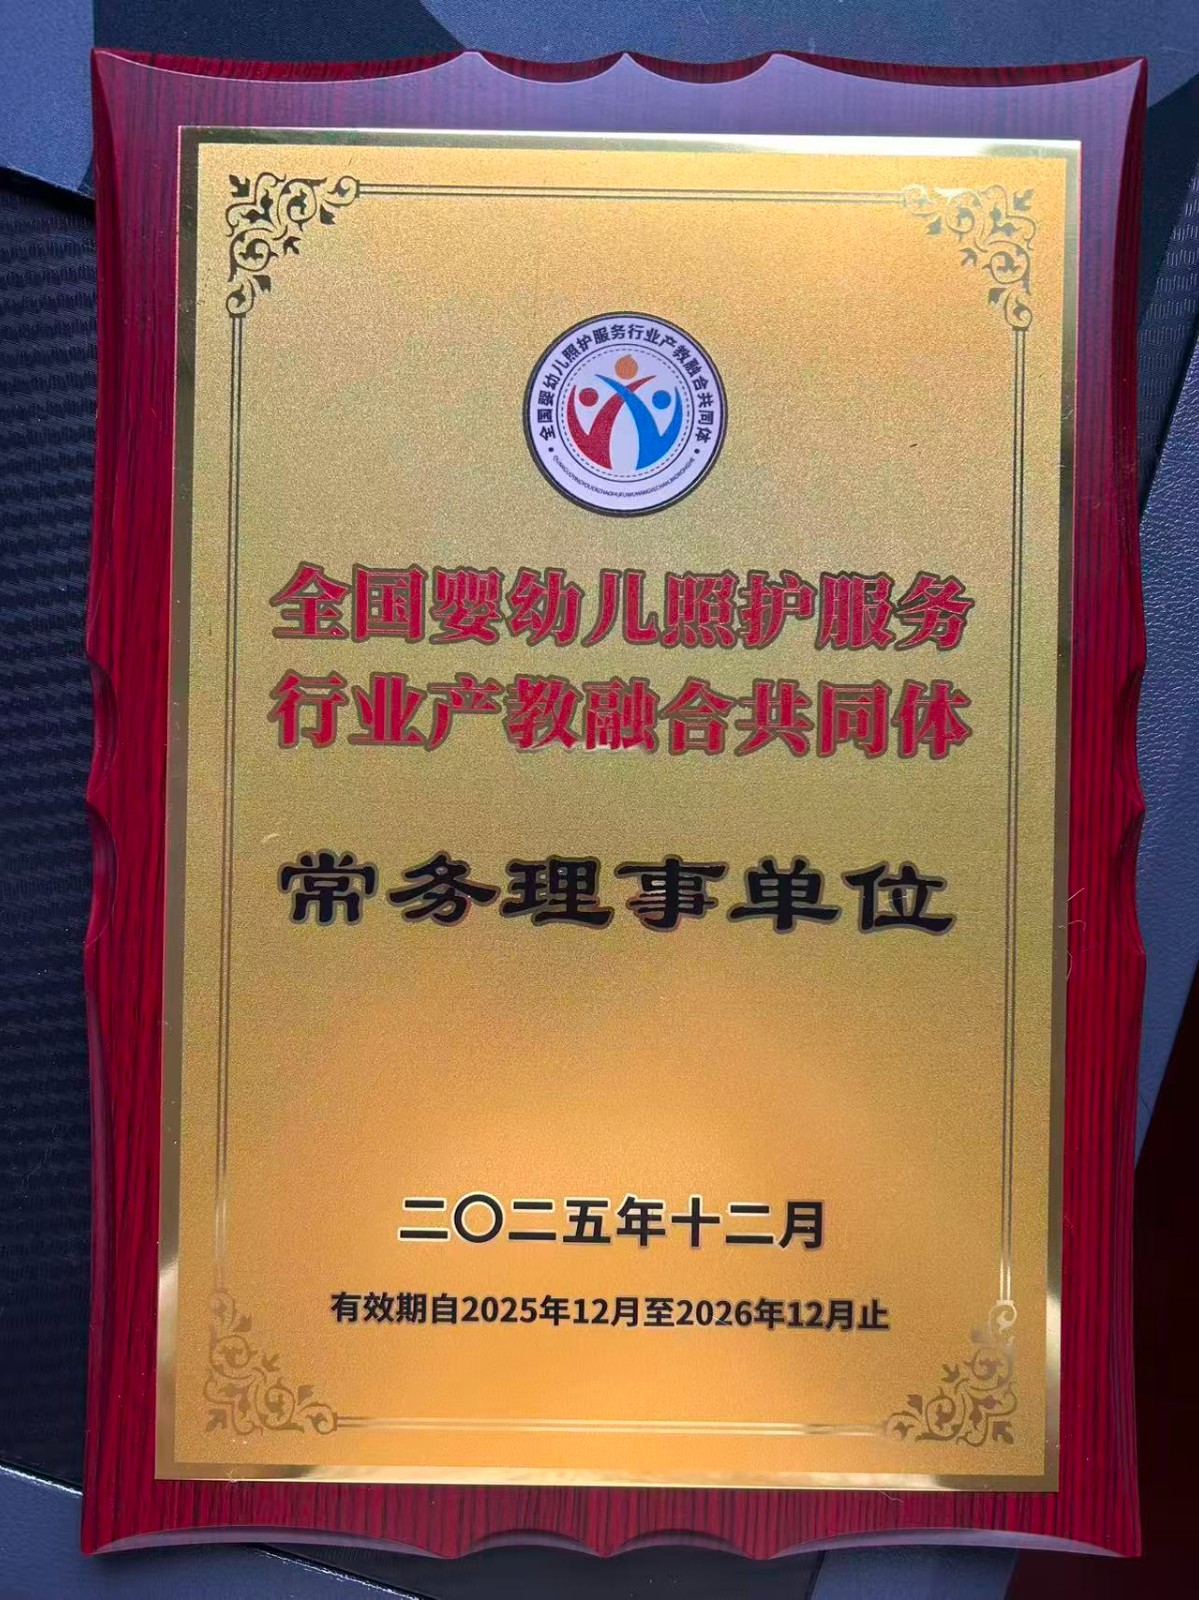 全国婴幼儿照护服务行业产教融合共同体
全国婴幼儿照护服务
行业产教融合共同体
常务理事单位
二〇二五年十二月
有效期自2025年12月至2026年12月止